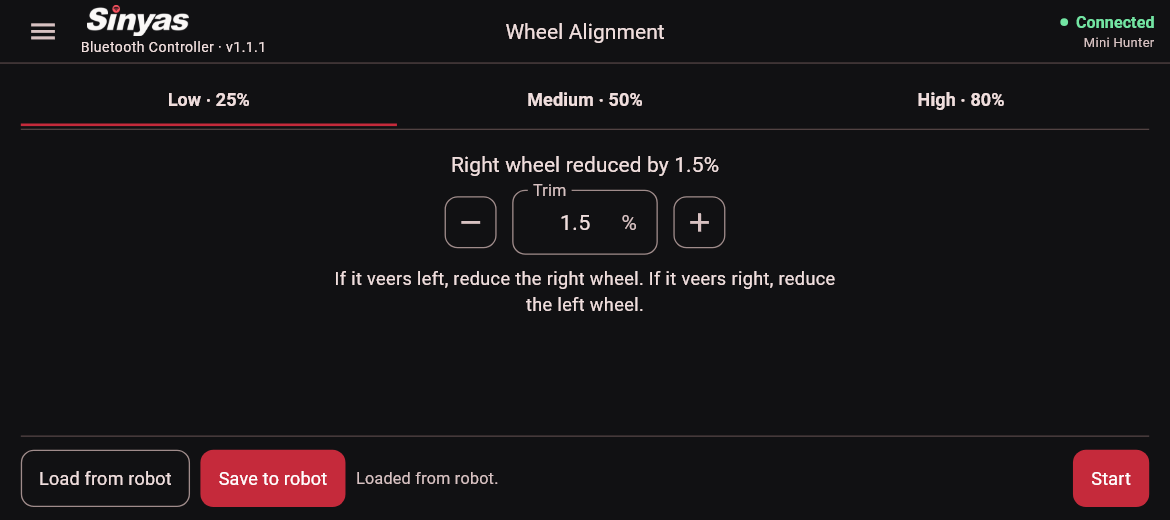 Sinyas
Bluetooth Controller · v1.1.1
Wheel Alignment
Connected
Mini Hunter
Low · 25%
Medium · 50%
High · 80%
Right wheel reduced by 1.5%
Trim
1.5 %
If it veers left, reduce the right wheel. If it veers right, reduce
the left wheel.
Load from robot
Save to robot
Loaded from robot.
Start